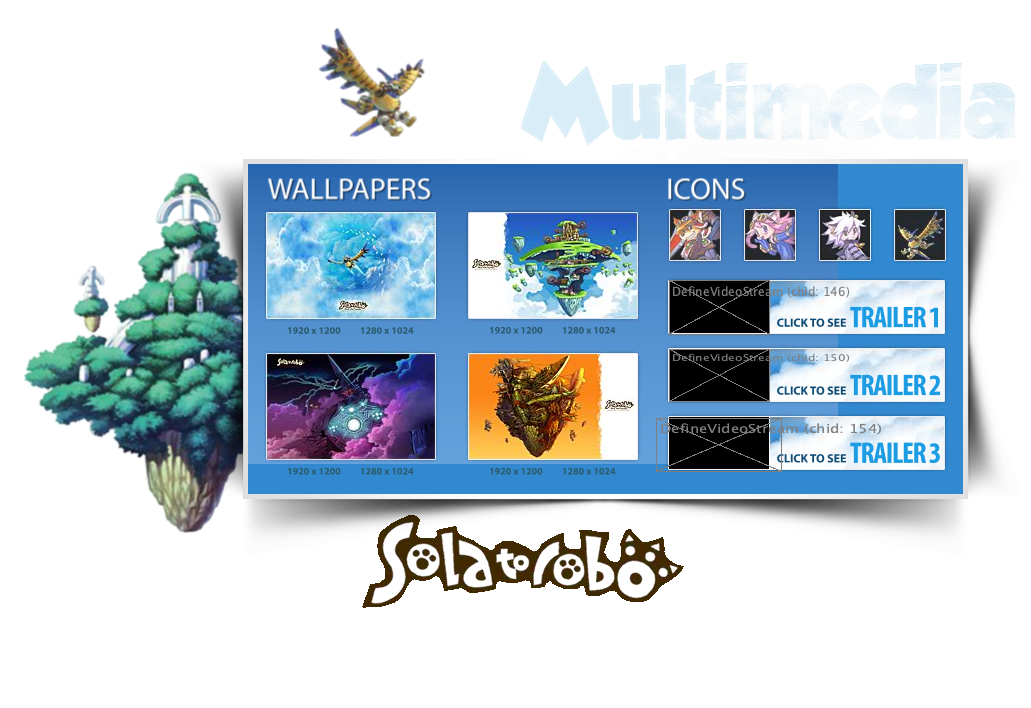 Multimedia
WALLPAPERS
ICONS
1920 x 1200 1280 x 1024
1920 x 1200 1280 x 1024
Solatorobo
1920 x 1200 1280 x 1024
1920 x 1200 1280 x 1024
DefineVideoStream (chid: 146)
CLICK TO SEE TRAILER 1
DefineVideoStream (chid: 150)
CLICK TO SEE TRAILER 2
DefineVideoStream (chid: 154)
CLICK TO SEE TRAILER 3
Solatorobo